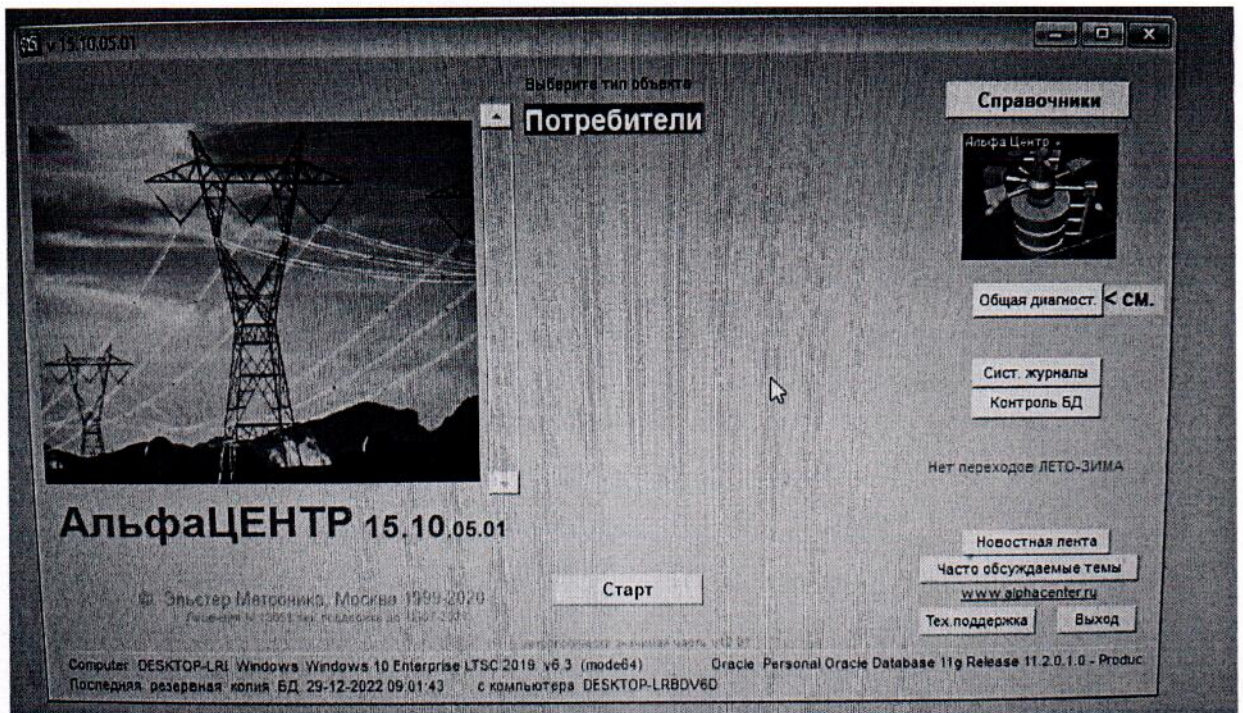 v 15.10.05.01
Выберите тип объекта
Потребители
Справочники
Альфа Центр
Общая диагност.
< СМ.
Сист. журналы
Контроль БД
Нет переходов ЛЕТО-ЗИМА
АльфаЦЕНТР 15.10.05.01
Новостная лента
Часто обсуждаемые темы
www.alphacenter.ru
Старт
Тех.поддержка
Выход
© Эльстер Метроника, Москва 1999-2020
Computer DESKTOP-LRI Windows Windows 10 Enterprise LTSC 2019 v6.3 (mode64) Oracle Personal Oracle Database 11g Release 11.2.0.1.0 - Produc
Последняя резервная копия БД 29-12-2022 09:01:43 с компьютера DESKTOP-LRBDV6D